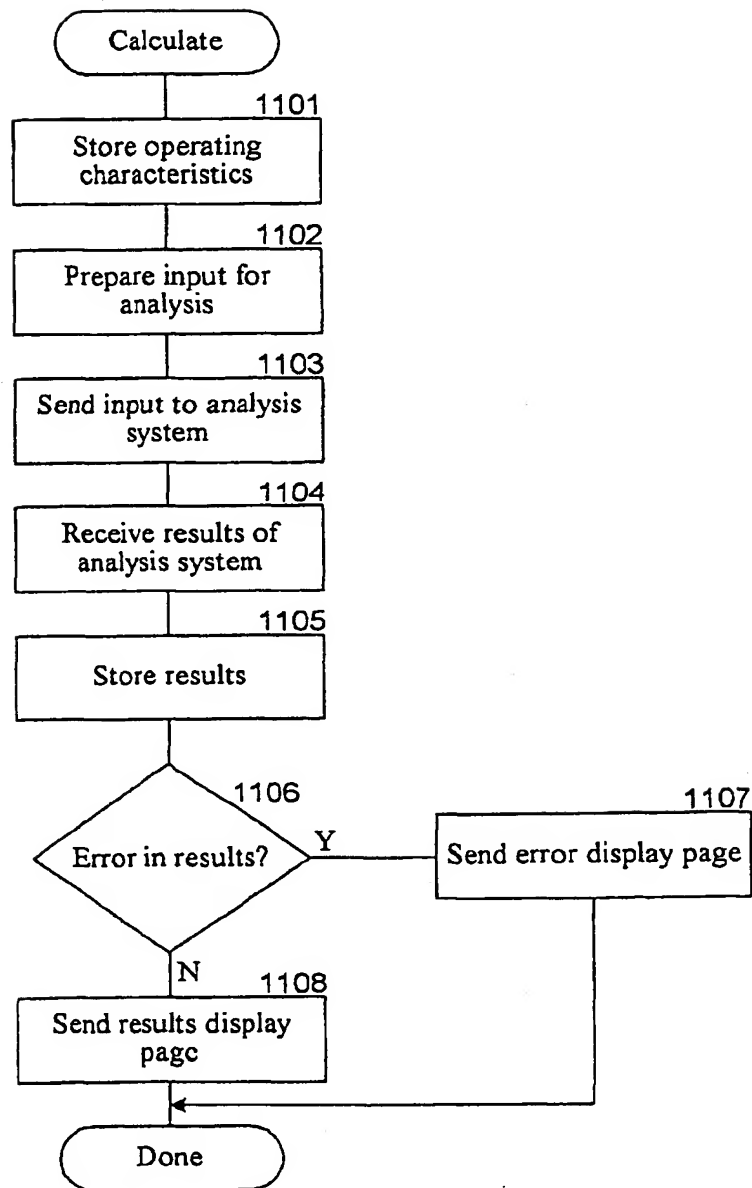 Calculate
1101
Store operating
characteristics
1102
Prepare input for
analysis
1103
Send input to analysis
system
1104
Receive results of
analysis system
1105
Store results
1106
Error in results?
Y
1107
Send error display page
N
1108
Send results display
page
Done